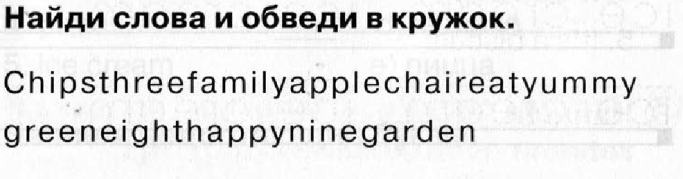 Найди слова и обведи в кружок.
Chipsthreefamilyapplechaireatyummy
greeneighthappyninegarden